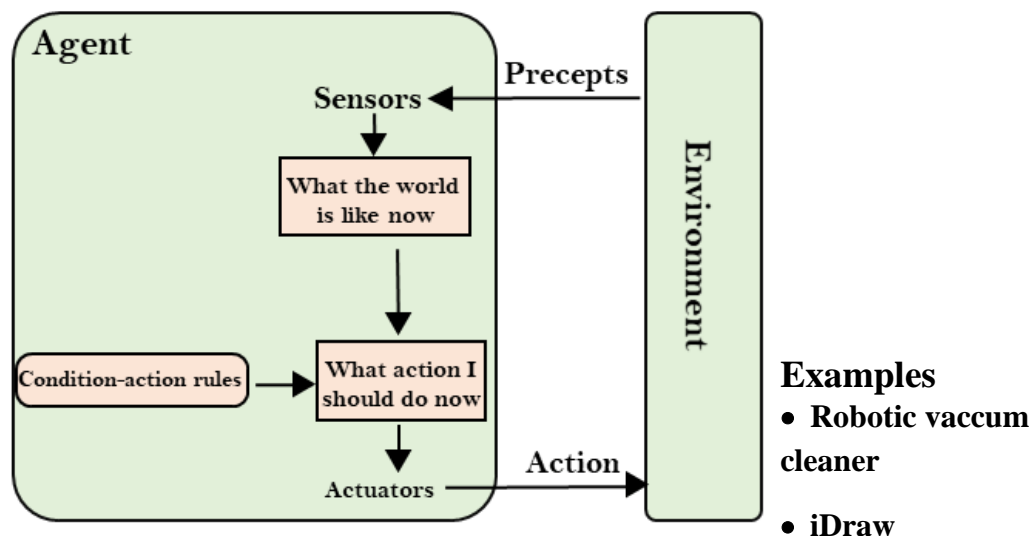 Agent
Precepts
Sensors
What the world
is like now
Environment
Condition-action rules
What action I
should do now
Action
Actuators
Examples
• Robotic vaccum
cleaner
• iDraw